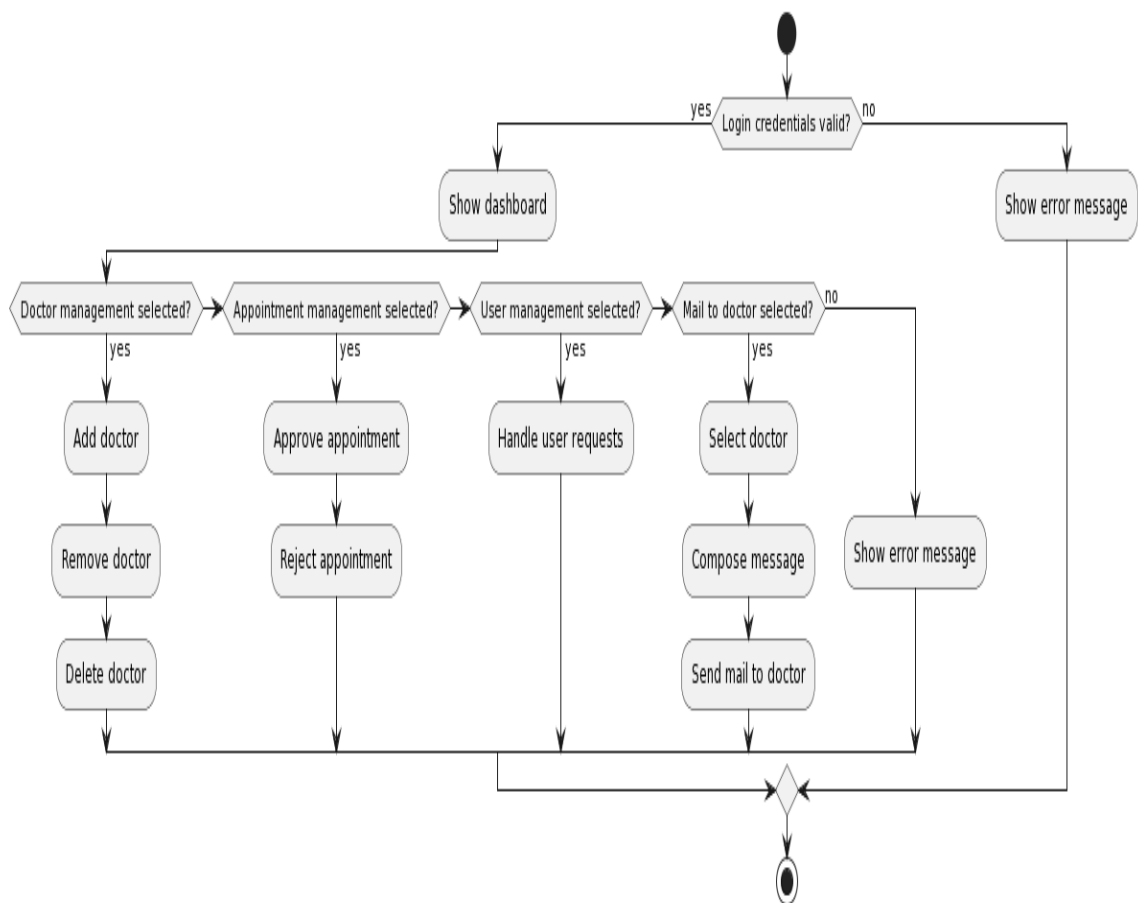 yes
Login credentials valid?
no
Show dashboard
Show error message
Doctor management selected?
Appointment management selected?
User management selected?
Mail to doctor selected?
no
yes
yes
yes
yes
Add doctor
Approve appointment
Handle user requests
Select doctor
Remove doctor
Reject appointment
Compose message
Show error message
Delete doctor
Send mail to doctor